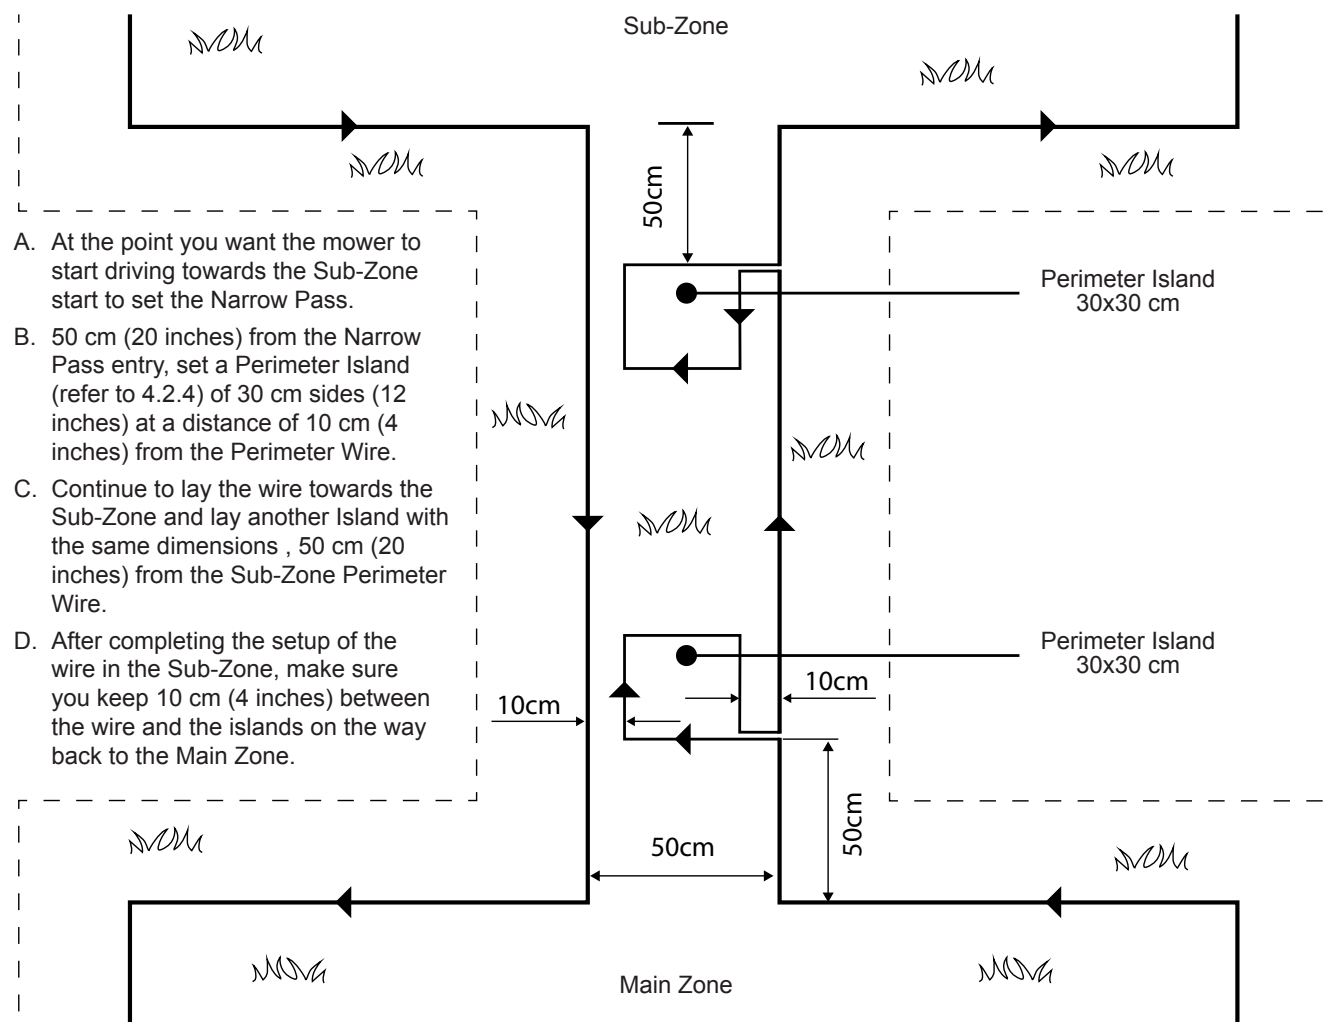 Sub-Zone
50cm
A. At the point you want the mower to
start driving towards the Sub-Zone
start to set the Narrow Pass.
B. 50 cm (20 inches) from the Narrow
Pass entry, set a Perimeter Island
(refer to 4.2.4) of 30 cm sides (12
inches) at a distance of 10 cm (4
inches) from the Perimeter Wire.
C. Continue to lay the wire towards the
Sub-Zone and lay another Island with
the same dimensions , 50 cm (20
inches) from the Sub-Zone Perimeter
Wire.
D. After completing the setup of the
wire in the Sub-Zone, make sure
you keep 10 cm (4 inches) between
the wire and the islands on the way
back to the Main Zone.
Perimeter Island
30x30 cm
Perimeter Island
30x30 cm
10cm
10cm
50cm
50cm
Main Zone